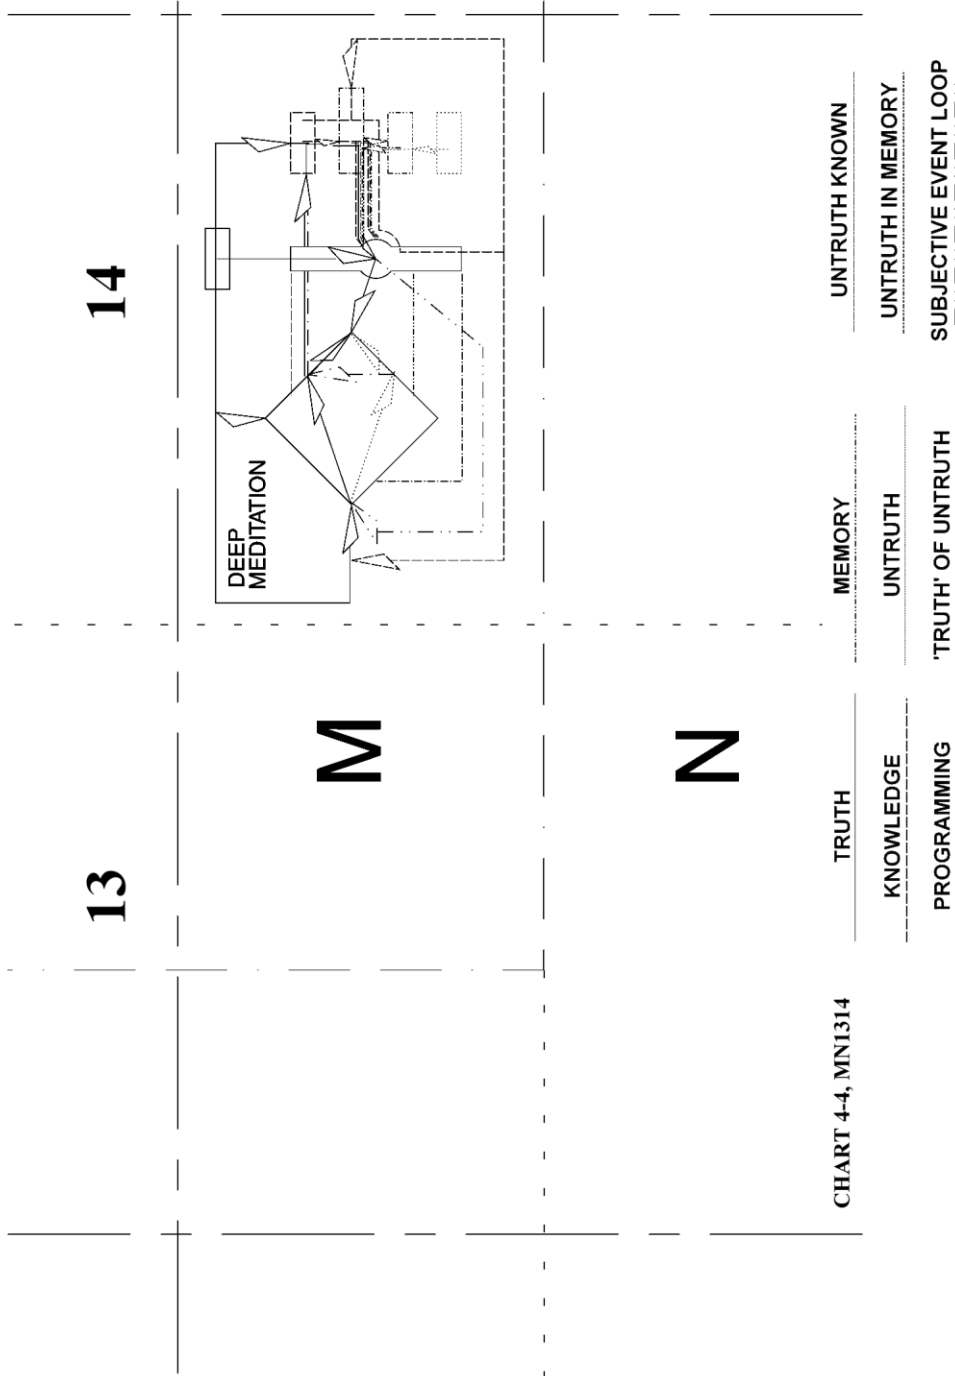 13
14
DEEP
MEDITATION
M
N
CHART 4-4, MN1314
TRUTH
MEMORY
UNTRUTH KNOWN
KNOWLEDGE
UNTRUTH
UNTRUTH IN MEMORY
PROGRAMMING
'TRUTH' OF UNTRUTH
SUBJECTIVE EVENT LOOP